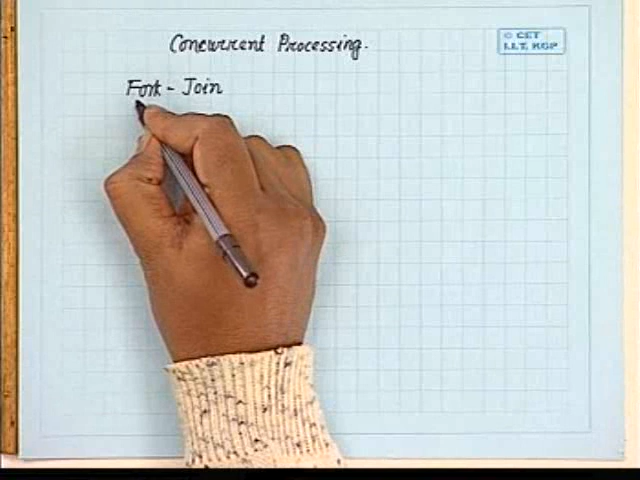 Concurrent Processing.
© CET
I.I.T. KGP
Fork - Join